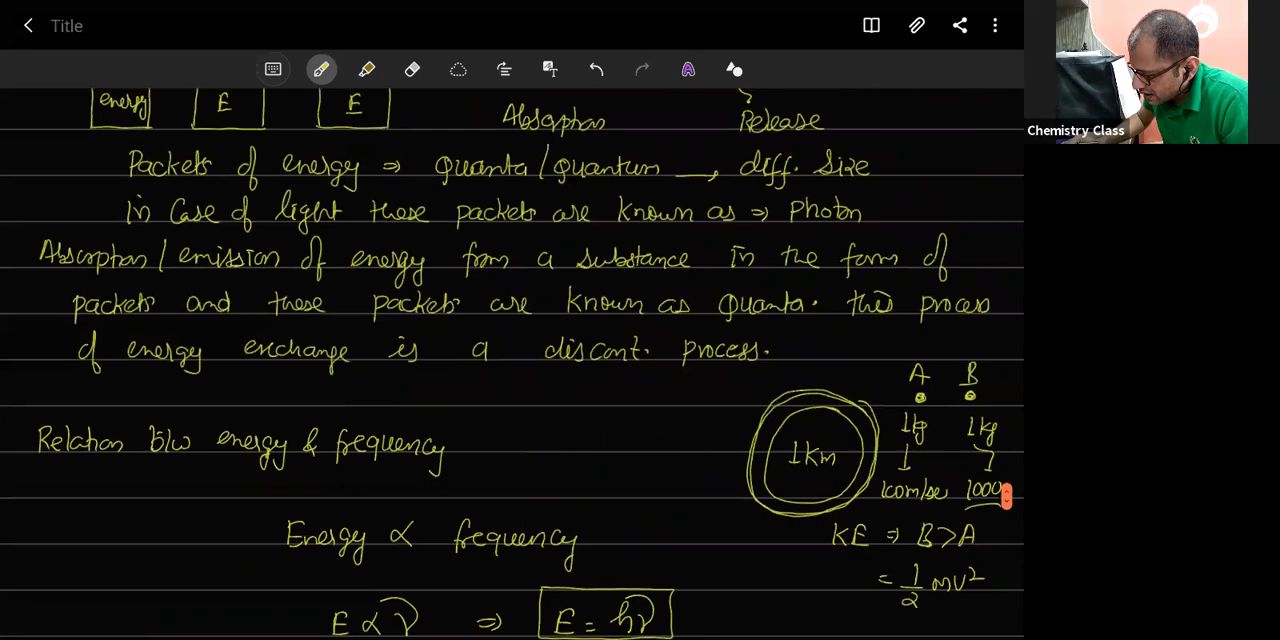 Title
Chemistry Class
energy E E
Absorption Release
Packets of energy ⇒ Quanta/Quantum → diff. Size
in Case of light these packets are known as ⇒ Photon
Absorption/emission of energy from a substance in the form of
packets and these packets are known as Quanta. this process
of energy exchange is a discont. process.
A B
1kg 1kg
1km
1000
Relation b/w energy & frequency
Energy ∝ frequency
KE ⇒ B>A
= 1/2 mv²
E ∝ ν ⇒ E = hν